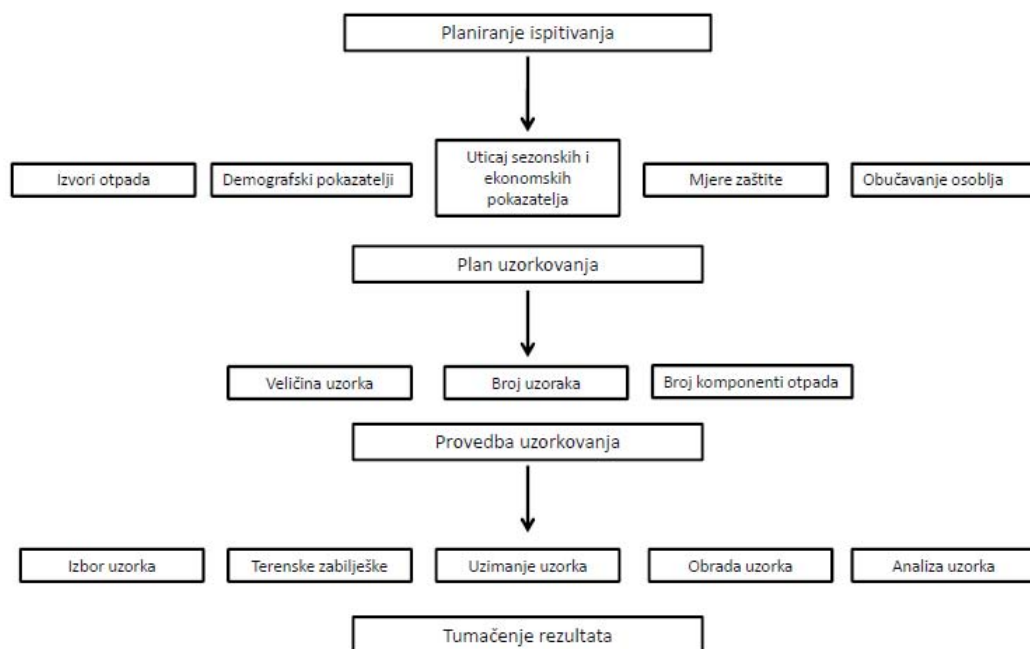 Planiranje ispitivanja
Izvori otpada
Demografski pokazatelji
Uticaj sezonskih i
ekonomskih
pokazatelja
Mjere zaštite
Obučavanje osoblja
Plan uzorkovanja
Veličina uzorka
Broj uzoraka
Broj komponenti otpada
Provedba uzorkovanja
Izbor uzorka
Terenske zabilješke
Uzimanje uzorka
Obrada uzorka
Analiza uzorka
Tumačenje rezultata